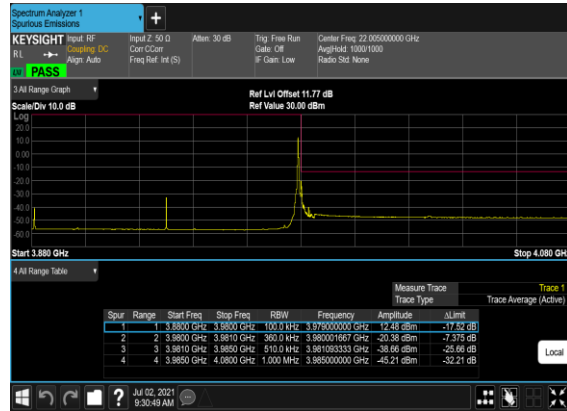 Spectrum Analyzer 1
Spurious Emissions
KEYSIGHT Input: RF Input Z: 50 Ω Atten: 30 dB Trig: Free Run Center Freq: 22.005000000 GHz
RL Coupling: DC Corr CCorr Gate: Off Avg|Hold: 1000/1000
Align: Auto Freq Ref: Int (S) IF Gain: Low Radio Std: None
PASS
3 All Range Graph
Ref Lvl Offset 11.77 dB
Scale/Div 10.0 dB Ref Value 30.00 dBm
Log
20.0
10.0
0.00
-10.0
-20.0
-30.0
-40.0
-50.0
-60.0
Start 3.880 GHz Stop 4.080 GH
4 All Range Table
Measure Trace Trace 1
Trace Type Trace Average (Active)
Spur Range Start Freq Stop Freq RBW Frequency Amplitude ΔLimit
1 1 3.8800 GHz 3.9800 GHz 100.0 kHz 3.979000000 GHz 12.48 dBm -17.52 dB
2 2 3.9800 GHz 3.9810 GHz 360.0 kHz 3.980001667 GHz -20.38 dBm -7.375 dB
3 3 3.9810 GHz 3.9850 GHz 510.0 kHz 3.981093333 GHz -38.66 dBm -25.66 dB
4 4 3.9850 GHz 4.0800 GHz 1.000 MHz 3.985000000 GHz -45.21 dBm -32.21 dB
Local
? Jul 02, 2021
9:30:49 AM